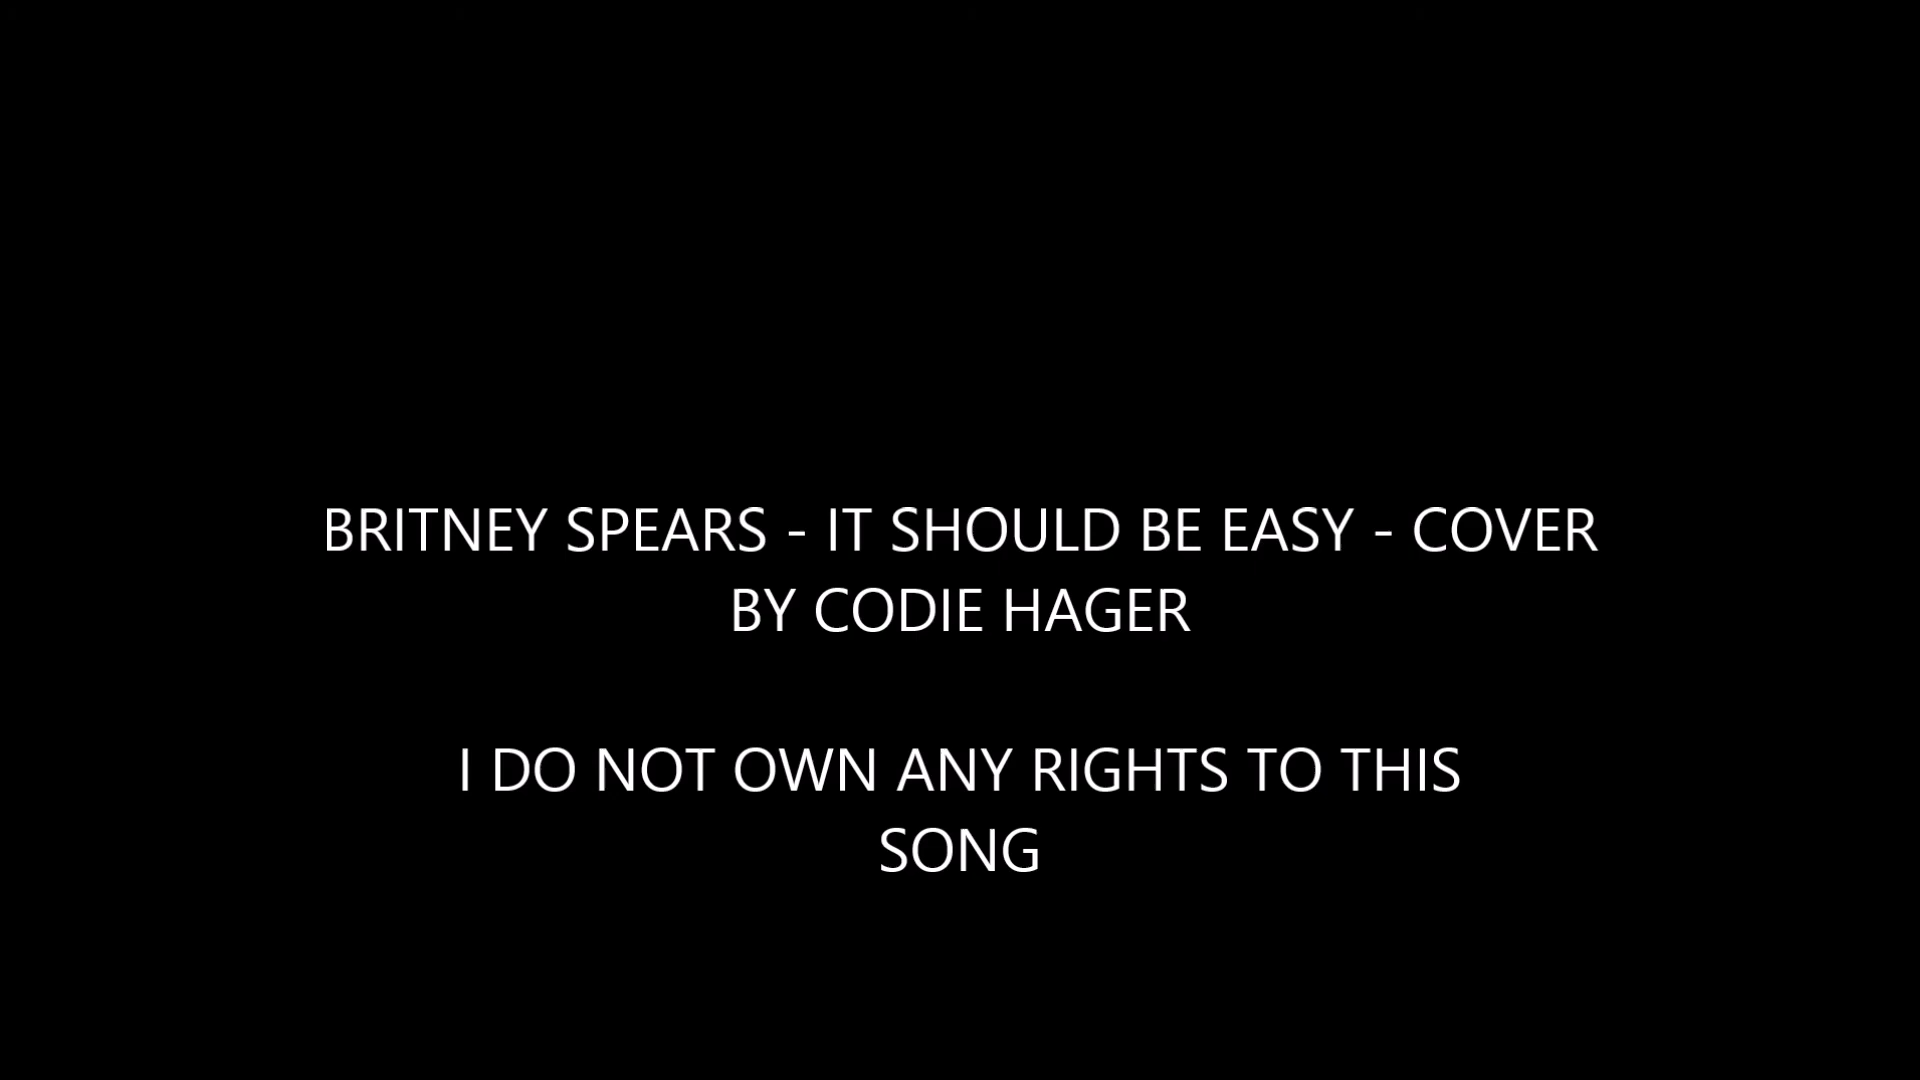 BRITNEY SPEARS - IT SHOULD BE EASY - COVER
BY CODIE HAGER
I DO NOT OWN ANY RIGHTS TO THIS
SONG